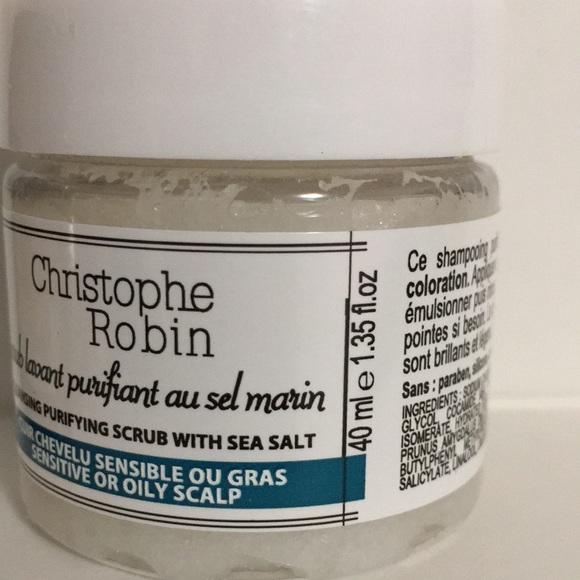 Christophe
Robin
lavant purifiant au sel marin
PURIFYING SCRUB WITH SEA SALT
CHEVELU SENSIBLE OU GRAS
SENSITIVE OR OILY SCALP
40 ml e 1.35 fl.oz
Ce shampooing
coloration.
émulsionner puis
pointes si besoin.
sont brillants et
Sans : paraben,
INGREDIENTS:
GLYCOL
ISOMERATE,
PRUNUS
BUTYLPHENYL
SALICYLATE,